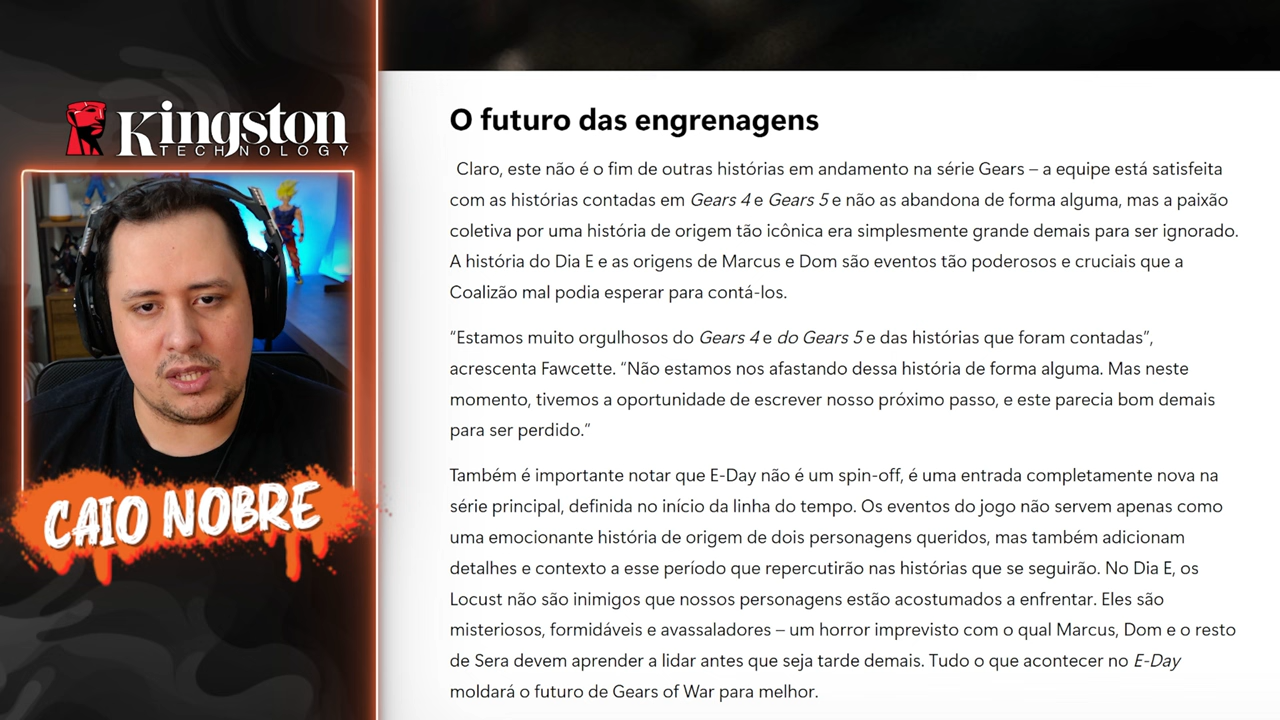 Kingston
TECHNOLOGY
CAIO NOBRE
O futuro das engrenagens
Claro, este não é o fim de outras histórias em andamento na série Gears – a equipe está satisfeita
com as histórias contadas em Gears 4 e Gears 5 e não as abandona de forma alguma, mas a paixão
coletiva por uma história de origem tão icônica era simplesmente grande demais para ser ignorado.
A história do Dia E e as origens de Marcus e Dom são eventos tão poderosos e cruciais que a
Coalizão mal podia esperar para contá-los.
“Estamos muito orgulhosos do Gears 4 e do Gears 5 e das histórias que foram contadas”,
acrescenta Fawcette. “Não estamos nos afastando dessa história de forma alguma. Mas neste
momento, tivemos a oportunidade de escrever nosso próximo passo, e este parecia bom demais
para ser perdido.“
Também é importante notar que E-Day não é um spin-off, é uma entrada completamente nova na
série principal, definida no início da linha do tempo. Os eventos do jogo não servem apenas como
uma emocionante história de origem de dois personagens queridos, mas também adicionam
detalhes e contexto a esse período que repercutirão nas histórias que se seguirão. No Dia E, os
Locust não são inimigos que nossos personagens estão acostumados a enfrentar. Eles são
misteriosos, formidáveis e avassaladores – um horror imprevisto com o qual Marcus, Dom e o resto
de Sera devem aprender a lidar antes que seja tarde demais. Tudo o que acontecer no E-Day
moldará o futuro de Gears of War para melhor.